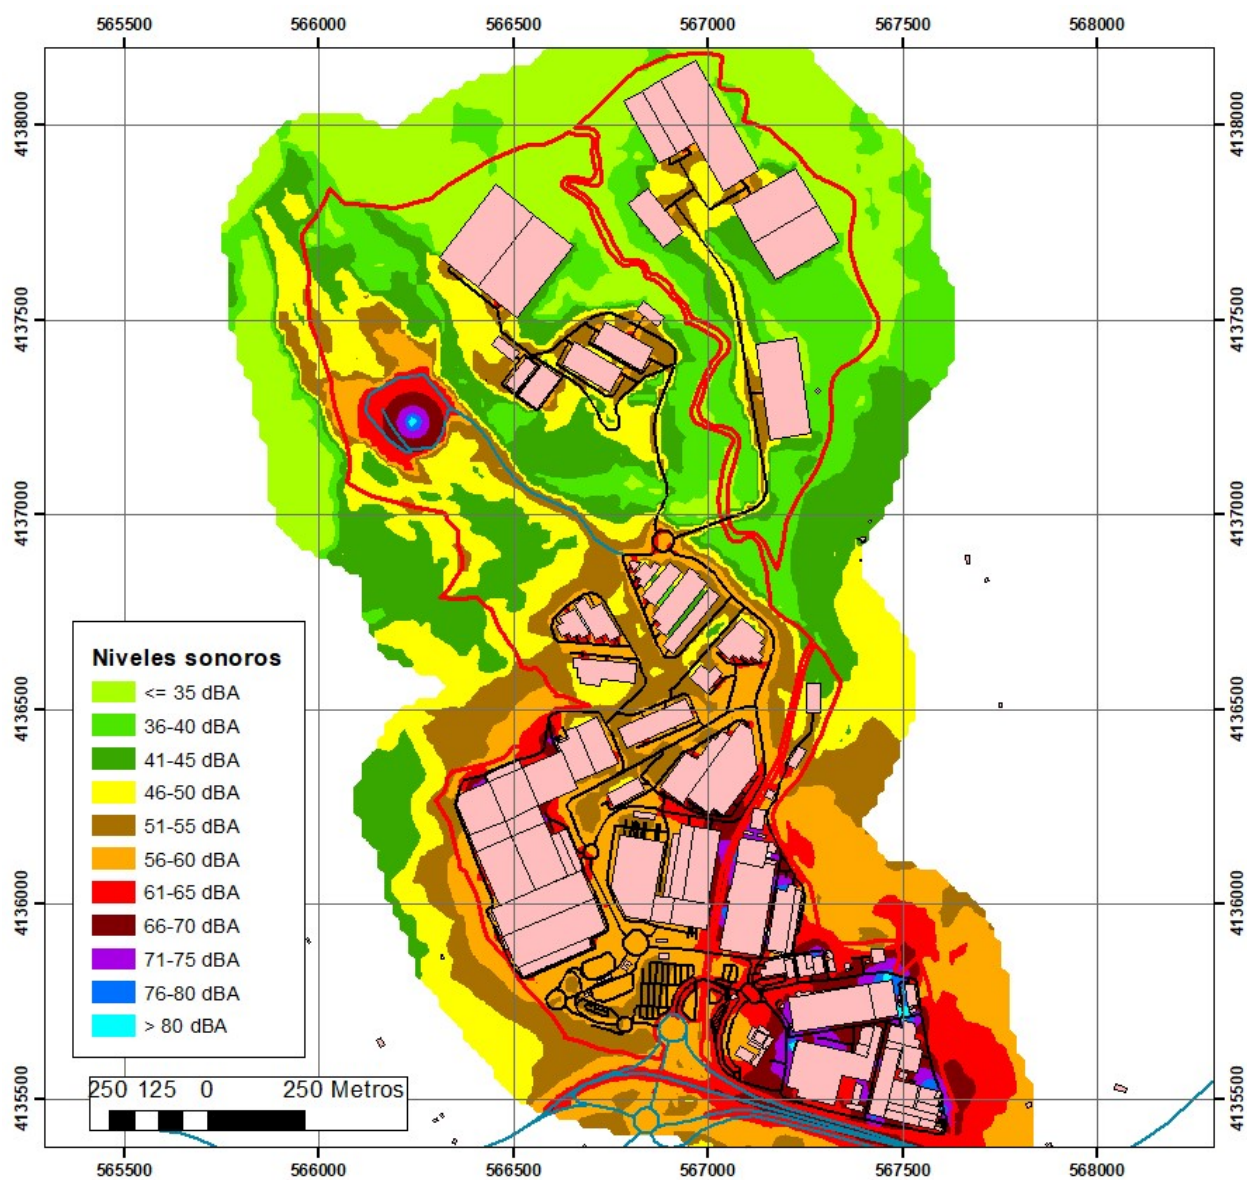 565500 566000 566500 567000 567500 568000
4138000 4138000
4137500 4137500
4137000 4137000
4136500 4136500
4136000 4136000
4135500 4135500
Niveles sonoros
<= 35 dBA
36-40 dBA
41-45 dBA
46-50 dBA
51-55 dBA
56-60 dBA
61-65 dBA
66-70 dBA
71-75 dBA
76-80 dBA
> 80 dBA
250 125 0 250 Metros
565500 566000 566500 567000 567500 568000